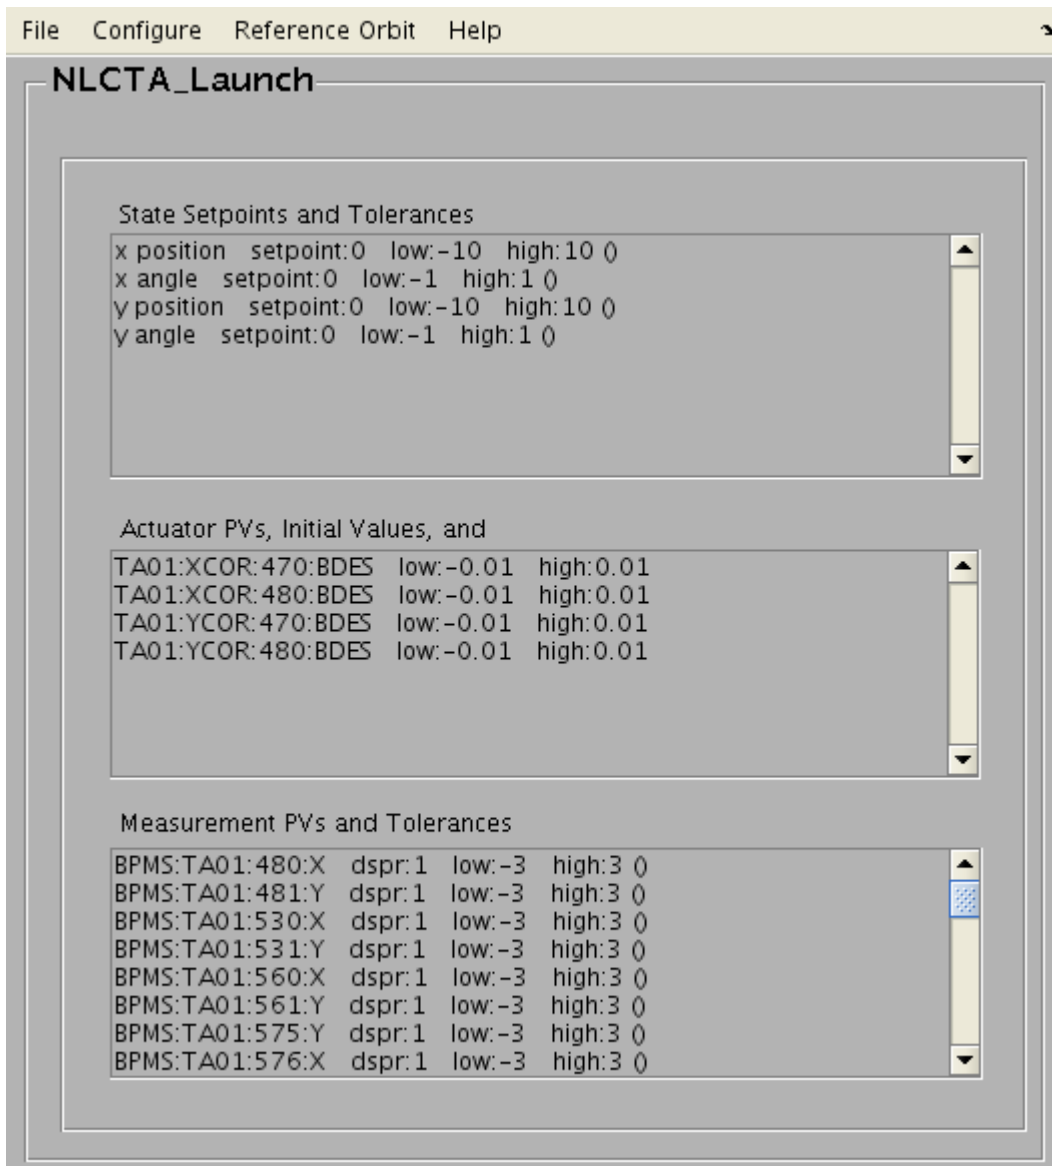 File Configure Reference Orbit Help
NLCTA_Launch
State Setpoints and Tolerances
x position setpoint:0 low:-10 high:10 ()
x angle setpoint:0 low:-1 high:1 ()
y position setpoint:0 low:-10 high:10 ()
y angle setpoint:0 low:-1 high:1 ()
Actuator PVs, Initial Values, and
TA01:XCOR:470:BDES low:-0.01 high:0.01
TA01:XCOR:480:BDES low:-0.01 high:0.01
TA01:YCOR:470:BDES low:-0.01 high:0.01
TA01:YCOR:480:BDES low:-0.01 high:0.01
Measurement PVs and Tolerances
BPMS:TA01:480:X dspr:1 low:-3 high:3 ()
BPMS:TA01:481:Y dspr:1 low:-3 high:3 ()
BPMS:TA01:530:X dspr:1 low:-3 high:3 ()
BPMS:TA01:531:Y dspr:1 low:-3 high:3 ()
BPMS:TA01:560:X dspr:1 low:-3 high:3 ()
BPMS:TA01:561:Y dspr:1 low:-3 high:3 ()
BPMS:TA01:575:Y dspr:1 low:-3 high:3 ()
BPMS:TA01:576:X dspr:1 low:-3 high:3 ()